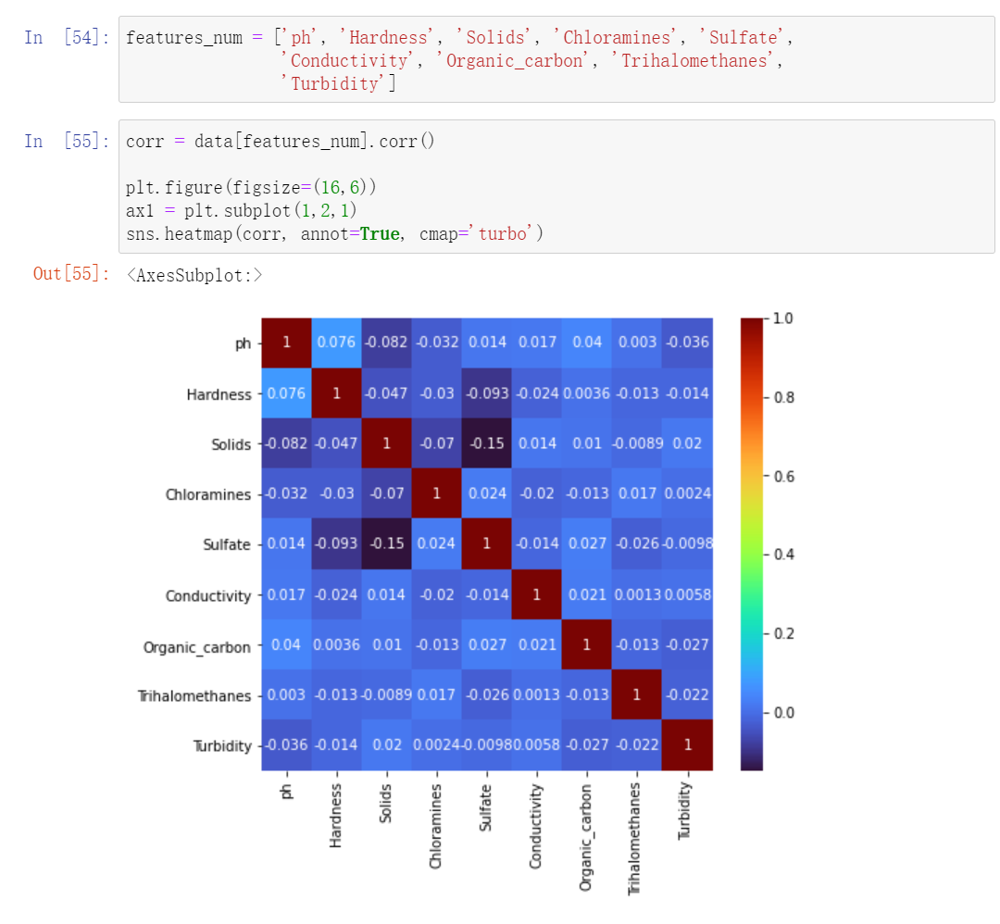 In [54]: features_num = ['ph', 'Hardness', 'Solids', 'Chloramines', 'Sulfate',
'Conductivity', 'Organic_carbon', 'Trihalomethanes',
'Turbidity']
In [55]: corr = data[features_num].corr()
plt.figure(figsize=(16,6))
ax1 = plt.subplot(1,2,1)
sns.heatmap(corr, annot=True, cmap='turbo')
Out[55]: <AxesSubplot:>
ph 1 0.076 -0.082 -0.032 0.014 0.017 0.04 0.003 -0.036
Hardness 0.076 1 -0.047 -0.03 -0.093 -0.024 0.0036 -0.013 -0.014
Solids -0.082 -0.047 1 -0.07 -0.15 0.014 0.01 -0.0089 0.02
Chloramines -0.032 -0.03 -0.07 1 0.024 -0.02 -0.013 0.017 0.0024
Sulfate 0.014 -0.093 -0.15 0.024 1 -0.014 0.027 -0.026 -0.0098
Conductivity 0.017 -0.024 0.014 -0.02 -0.014 1 0.021 0.0013 0.0058
Organic_carbon 0.04 0.0036 0.01 -0.013 0.027 0.021 1 -0.013 -0.027
Trihalomethanes 0.003 -0.013 -0.0089 0.017 -0.026 0.0013 -0.013 1 -0.022
Turbidity -0.036 -0.014 0.02 0.0024 -0.0098 0.0058 -0.027 -0.022 1
ph Hardness Solids Chloramines Sulfate Conductivity Organic_carbon Trihalomethanes Turbidity
1.0
0.8
0.6
0.4
0.2
0.0